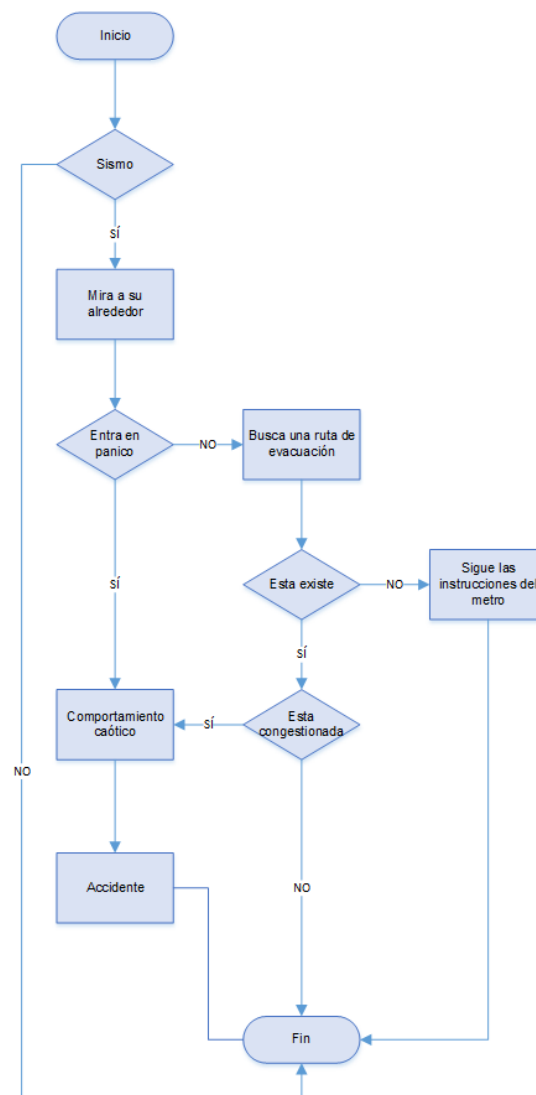 Inicio
Sismo
SÍ
Mira a su
alrededor
Entra en
panico
NO
Busca una ruta de
evacuación
SÍ
Esta existe
NO
Sigue las
instrucciones del
metro
SÍ
Comportamiento
caótico
SÍ
Esta
congestionada
NO
Accidente
NO
Fin